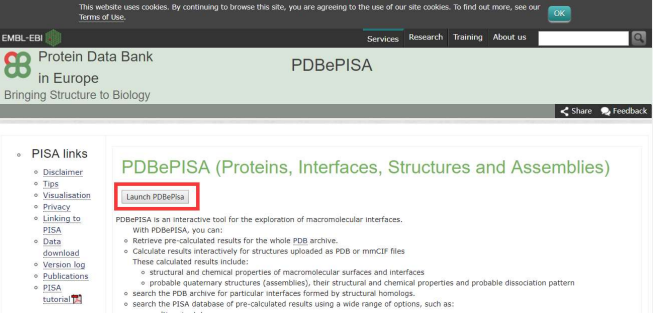 This website uses cookies. By continuing to browse this site, you are agreeing to the use of our site cookies. To find out more, see our
Terms of Use.
OK
EMBL-EBI
Services Research Training About us
Protein Data Bank
in Europe
Bringing Structure to Biology
PDBePISA
Share Feedback
PISA links
Disclaimer
Tips
Visualisation
Privacy
Linking to
PISA
Data
download
Version log
Publications
PISA
tutorial
PDBePISA (Proteins, Interfaces, Structures and Assemblies)
Launch PDBePisa
PDBePISA is an interactive tool for the exploration of macromolecular interfaces.
With PDBePISA, you can:
Retrieve pre-calculated results for the whole PDB archive.
Calculate results interactively for structures uploaded as PDB or mmCIF files
These calculated results include:
structural and chemical properties of macromolecular surfaces and interfaces
probable quaternary structures (assemblies), their structural and chemical properties and probable dissociation pattern
search the PDB archive for particular interfaces formed by structural homologs.
search the PISA database of pre-calculated results using a wide range of options, such as: